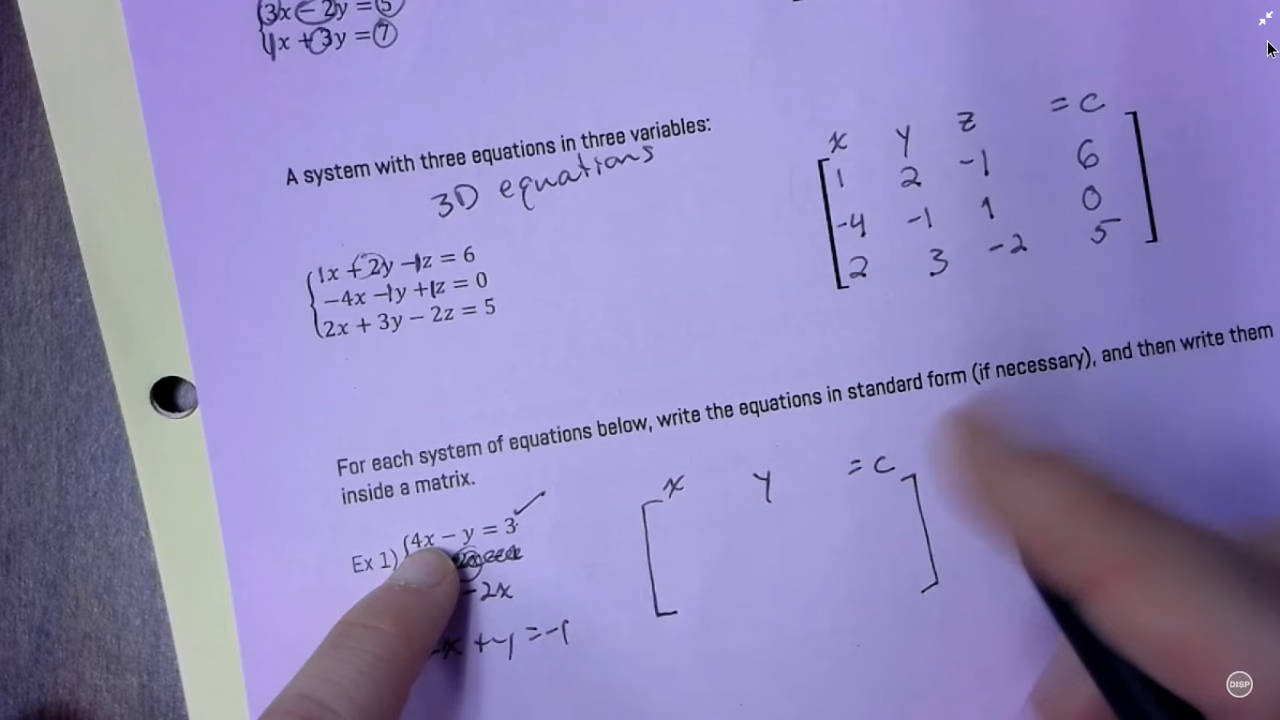 3x − 2y = 5
1x + 3y = 7
A system with three equations in three variables:
3D equations
1x + 2y − 1z = 6
−4x − 1y + 1z = 0
2x + 3y − 2z = 5
x y z = c
1 2 -1 6
-4 -1 1 0
2 3 -2 5
For each system of equations below, write the equations in standard form (if necessary), and then write them
inside a matrix.
Ex 1) 4x − y = 3
-2x
x + y = -1
x y = c
DISP